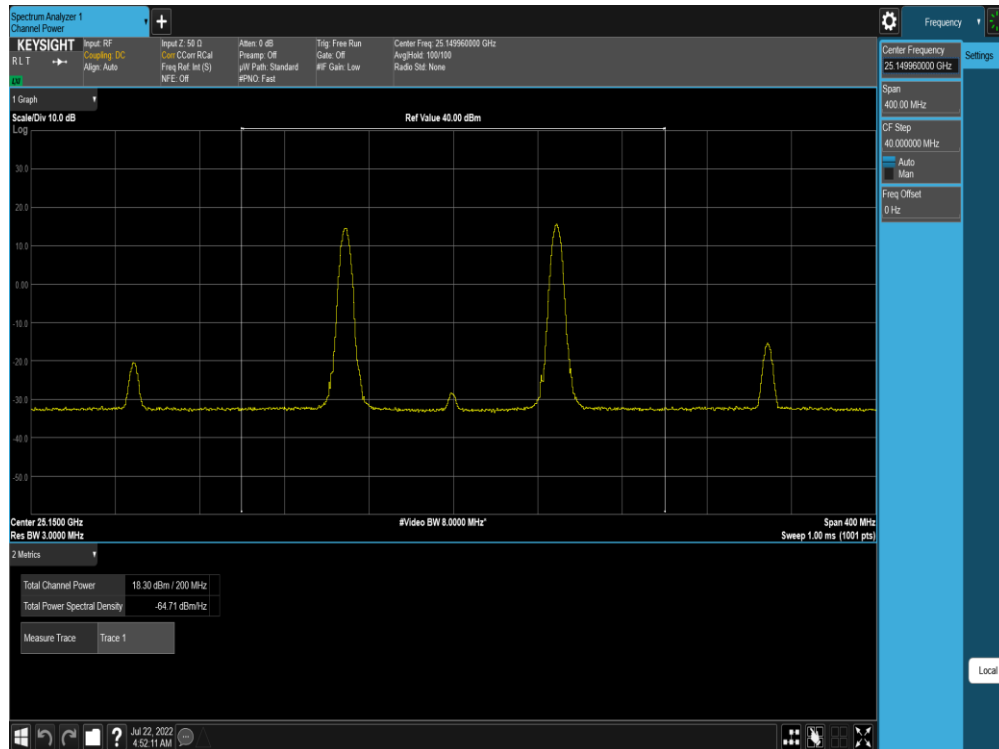 Spectrum Analyzer 1
Channel Power
+
Frequency
KEYSIGHT
Input: RF
Input Z: 50 Ω
Atten: 0 dB
Trig: Free Run
Center Freq: 25.149960000 GHz
R L T
Coupling: DC
Corr CCorr RCal
Preamp: Off
Gate: Off
Avg|Hold: 100/100
Align: Auto
Freq Ref: Int (S)
µW Path: Standard
#IF Gain: Low
Radio Std: None
NFE: Off
#PNO: Fast
Center Frequency
25.149960000 GHz
Settings
Span
400.00 MHz
CF Step
40.000000 MHz
Auto
Man
Freq Offset
0 Hz
1 Graph
Scale/Div 10.0 dB
Ref Value 40.00 dBm
Log
30.0
20.0
10.0
0.00
-10.0
-20.0
-30.0
-40.0
-50.0
Center 25.1500 GHz
#Video BW 8.0000 MHz*
Span 400 MHz
Res BW 3.0000 MHz
Sweep 1.00 ms (1001 pts)
2 Metrics
Total Channel Power 18.30 dBm / 200 MHz
Total Power Spectral Density -64.71 dBm/Hz
Measure Trace Trace 1
Local
?
Jul 22, 2022
4:52:11 AM